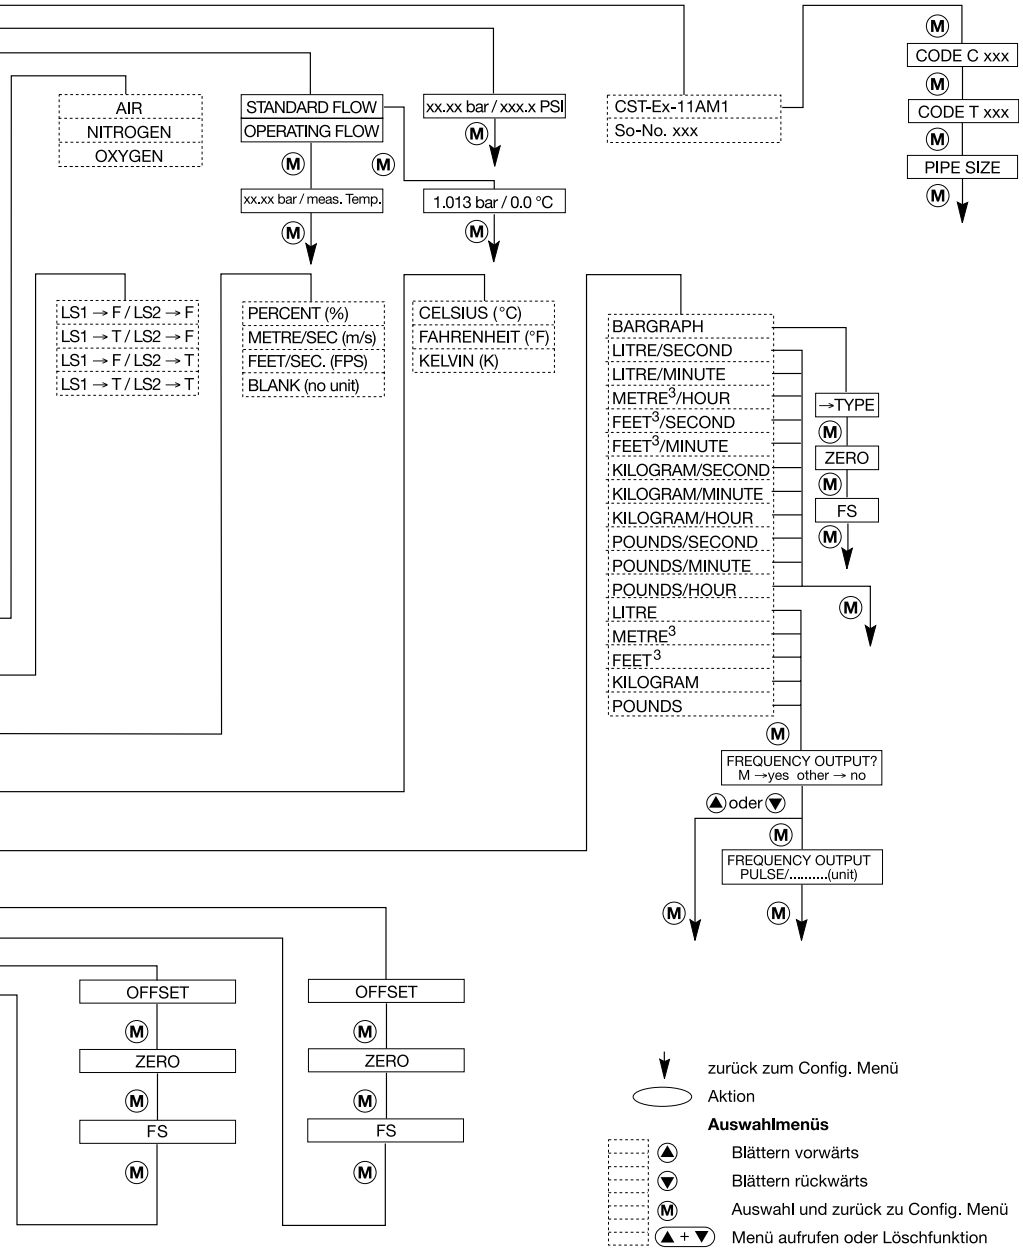 M
CODE C xxx
M
CODE T xxx
M
PIPE SIZE
M
AIR
NITROGEN
OXYGEN
STANDARD FLOW
OPERATING FLOW
M
M
xx.xx bar / meas. Temp.
M
xx.xx bar / xxx.x PSI
M
1.013 bar / 0.0 °C
M
CST-Ex-11AM1
So-No. xxx
LS1 → F / LS2 → F
LS1 → T / LS2 → F
LS1 → F / LS2 → T
LS1 → T / LS2 → T
PERCENT (%)
METRE/SEC (m/s)
FEET/SEC. (FPS)
BLANK (no unit)
CELSIUS (°C)
FAHRENHEIT (°F)
KELVIN (K)
BARGRAPH
LITRE/SECOND
LITRE/MINUTE
METRE³/HOUR
FEET³/SECOND
FEET³/MINUTE
KILOGRAM/SECOND
KILOGRAM/MINUTE
KILOGRAM/HOUR
POUNDS/SECOND
POUNDS/MINUTE
POUNDS/HOUR
LITRE
METRE³
FEET³
KILOGRAM
POUNDS
→TYPE
M
ZERO
M
FS
M
M
M
FREQUENCY OUTPUT?
M →yes other → no
▲ oder ▼
M
FREQUENCY OUTPUT
PULSE/..........(unit)
M
M
OFFSET
M
ZERO
M
FS
M
OFFSET
M
ZERO
M
FS
M
zurück zum Config. Menü
Aktion
Auswahlmenüs
▲ Blättern vorwärts
▼ Blättern rückwärts
M Auswahl und zurück zu Config. Menü
▲ + ▼ Menü aufrufen oder Löschfunktion